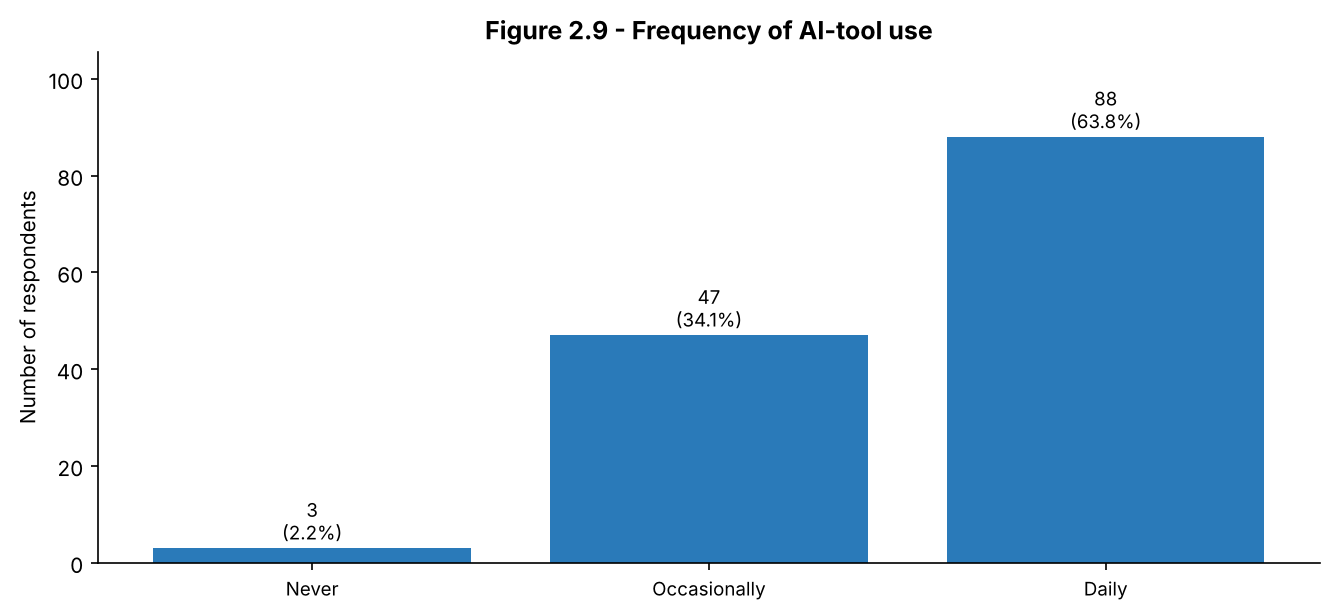 Figure 2.9 - Frequency of AI-tool use
Number of respondents
100
80
60
40
20
0
3
(2.2%)
47
(34.1%)
88
(63.8%)
Never
Occasionally
Daily